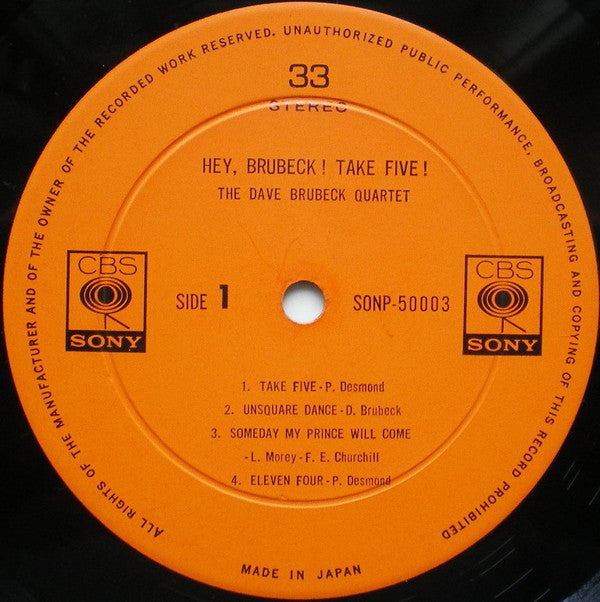 ALL RIGHTS OF THE MANUFACTURER AND OF THE OWNER OF THE RECORDED WORK RESERVED. UNAUTHORIZED PUBLIC PERFORMANCE, BROADCASTING AND COPYING OF THIS RECORD PROHIBITED
33
STEREO
HEY, BRUBECK! TAKE FIVE!
THE DAVE BRUBECK QUARTET
CBS
SONY
SIDE 1
SONP-50003
CBS
SONY
1. TAKE FIVE-P. Desmond
2. UNSQUARE DANCE-D. Brubeck
3. SOMEDAY MY PRINCE WILL COME
-L. Morey-F. E. Churchill
4. ELEVEN FOUR-P. Desmond
MADE IN JAPAN